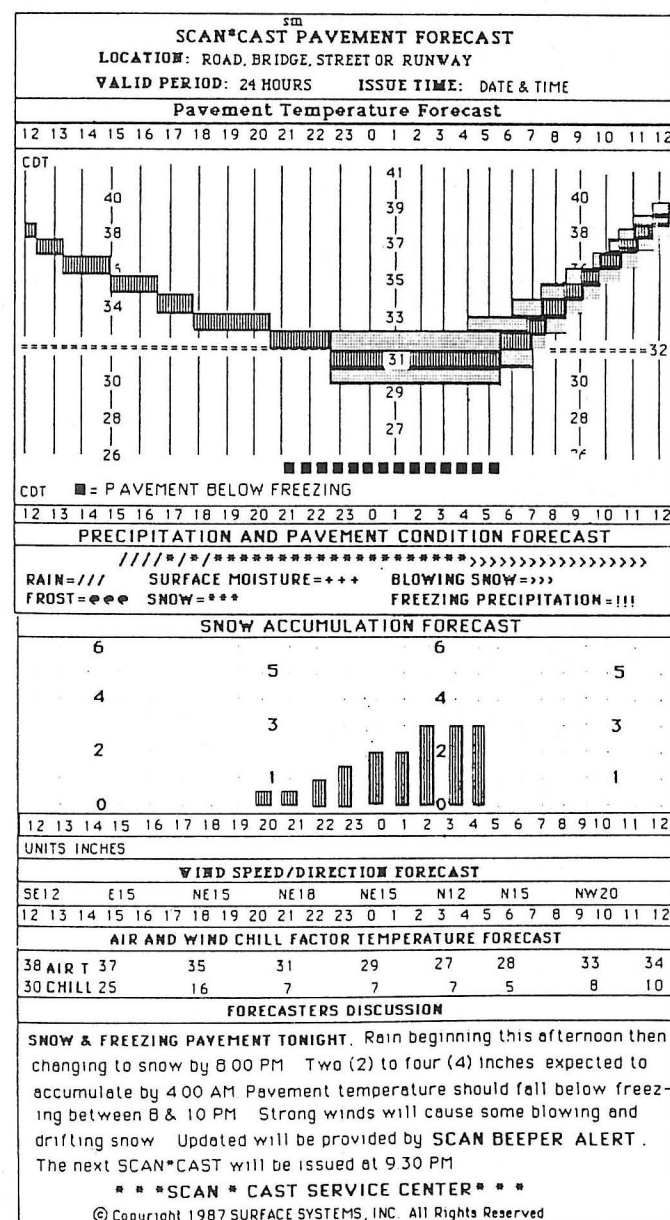 sm
SCAN*CAST PAVEMENT FORECAST
LOCATION: ROAD, BRIDGE, STREET OR RUNWAY
VALID PERIOD: 24 HOURS ISSUE TIME: DATE & TIME
Pavement Temperature Forecast
12 13 14 15 16 17 18 19 20 21 22 23 0 1 2 3 4 5 6 7 8 9 10 11 12
CDT
41
40 39 40
38 37 38
35
34 33 34
32
31
30 29 30
28 27 28
26
CDT ■ = PAVEMENT BELOW FREEZING
12 13 14 15 16 17 18 19 20 21 22 23 0 1 2 3 4 5 6 7 8 9 10 11 12
PRECIPITATION AND PAVEMENT CONDITION FORECAST
////*/*/********************>>>>>>>>>>>>>>>>>>
RAIN=/// SURFACE MOISTURE=+++ BLOWING SNOW=>>>
FROST=@@@ SNOW=*** FREEZING PRECIPITATION=!!!
SNOW ACCUMULATION FORECAST
6 6
5 5
4 4
3 3
2 2
1 1
0 0
12 13 14 15 16 17 18 19 20 21 22 23 0 1 2 3 4 5 6 7 8 9 10 11 12
UNITS INCHES
WIND SPEED/DIRECTION FORECAST
SE12 E15 NE15 NE18 NE15 N12 N15 NW20
12 13 14 15 16 17 18 19 20 21 22 23 0 1 2 3 4 5 6 7 8 9 10 11 12
AIR AND WIND CHILL FACTOR TEMPERATURE FORECAST
38 AIR T 37 35 31 29 27 28 33 34
30 CHILL 25 16 7 7 7 5 8 10
FORECASTERS DISCUSSION
SNOW & FREEZING PAVEMENT TONIGHT. Rain beginning this afternoon then
changing to snow by 8 00 PM Two (2) to four (4) inches expected to
accumulate by 4 00 AM Pavement temperature should fall below freez-
ing between 8 & 10 PM Strong winds will cause some blowing and
drifting snow Updated will be provided by SCAN BEEPER ALERT.
The next SCAN*CAST will be issued at 9 30 PM
* * *SCAN * CAST SERVICE CENTER* * *
© Copyright 1987 SURFACE SYSTEMS, INC. All Rights Reserved